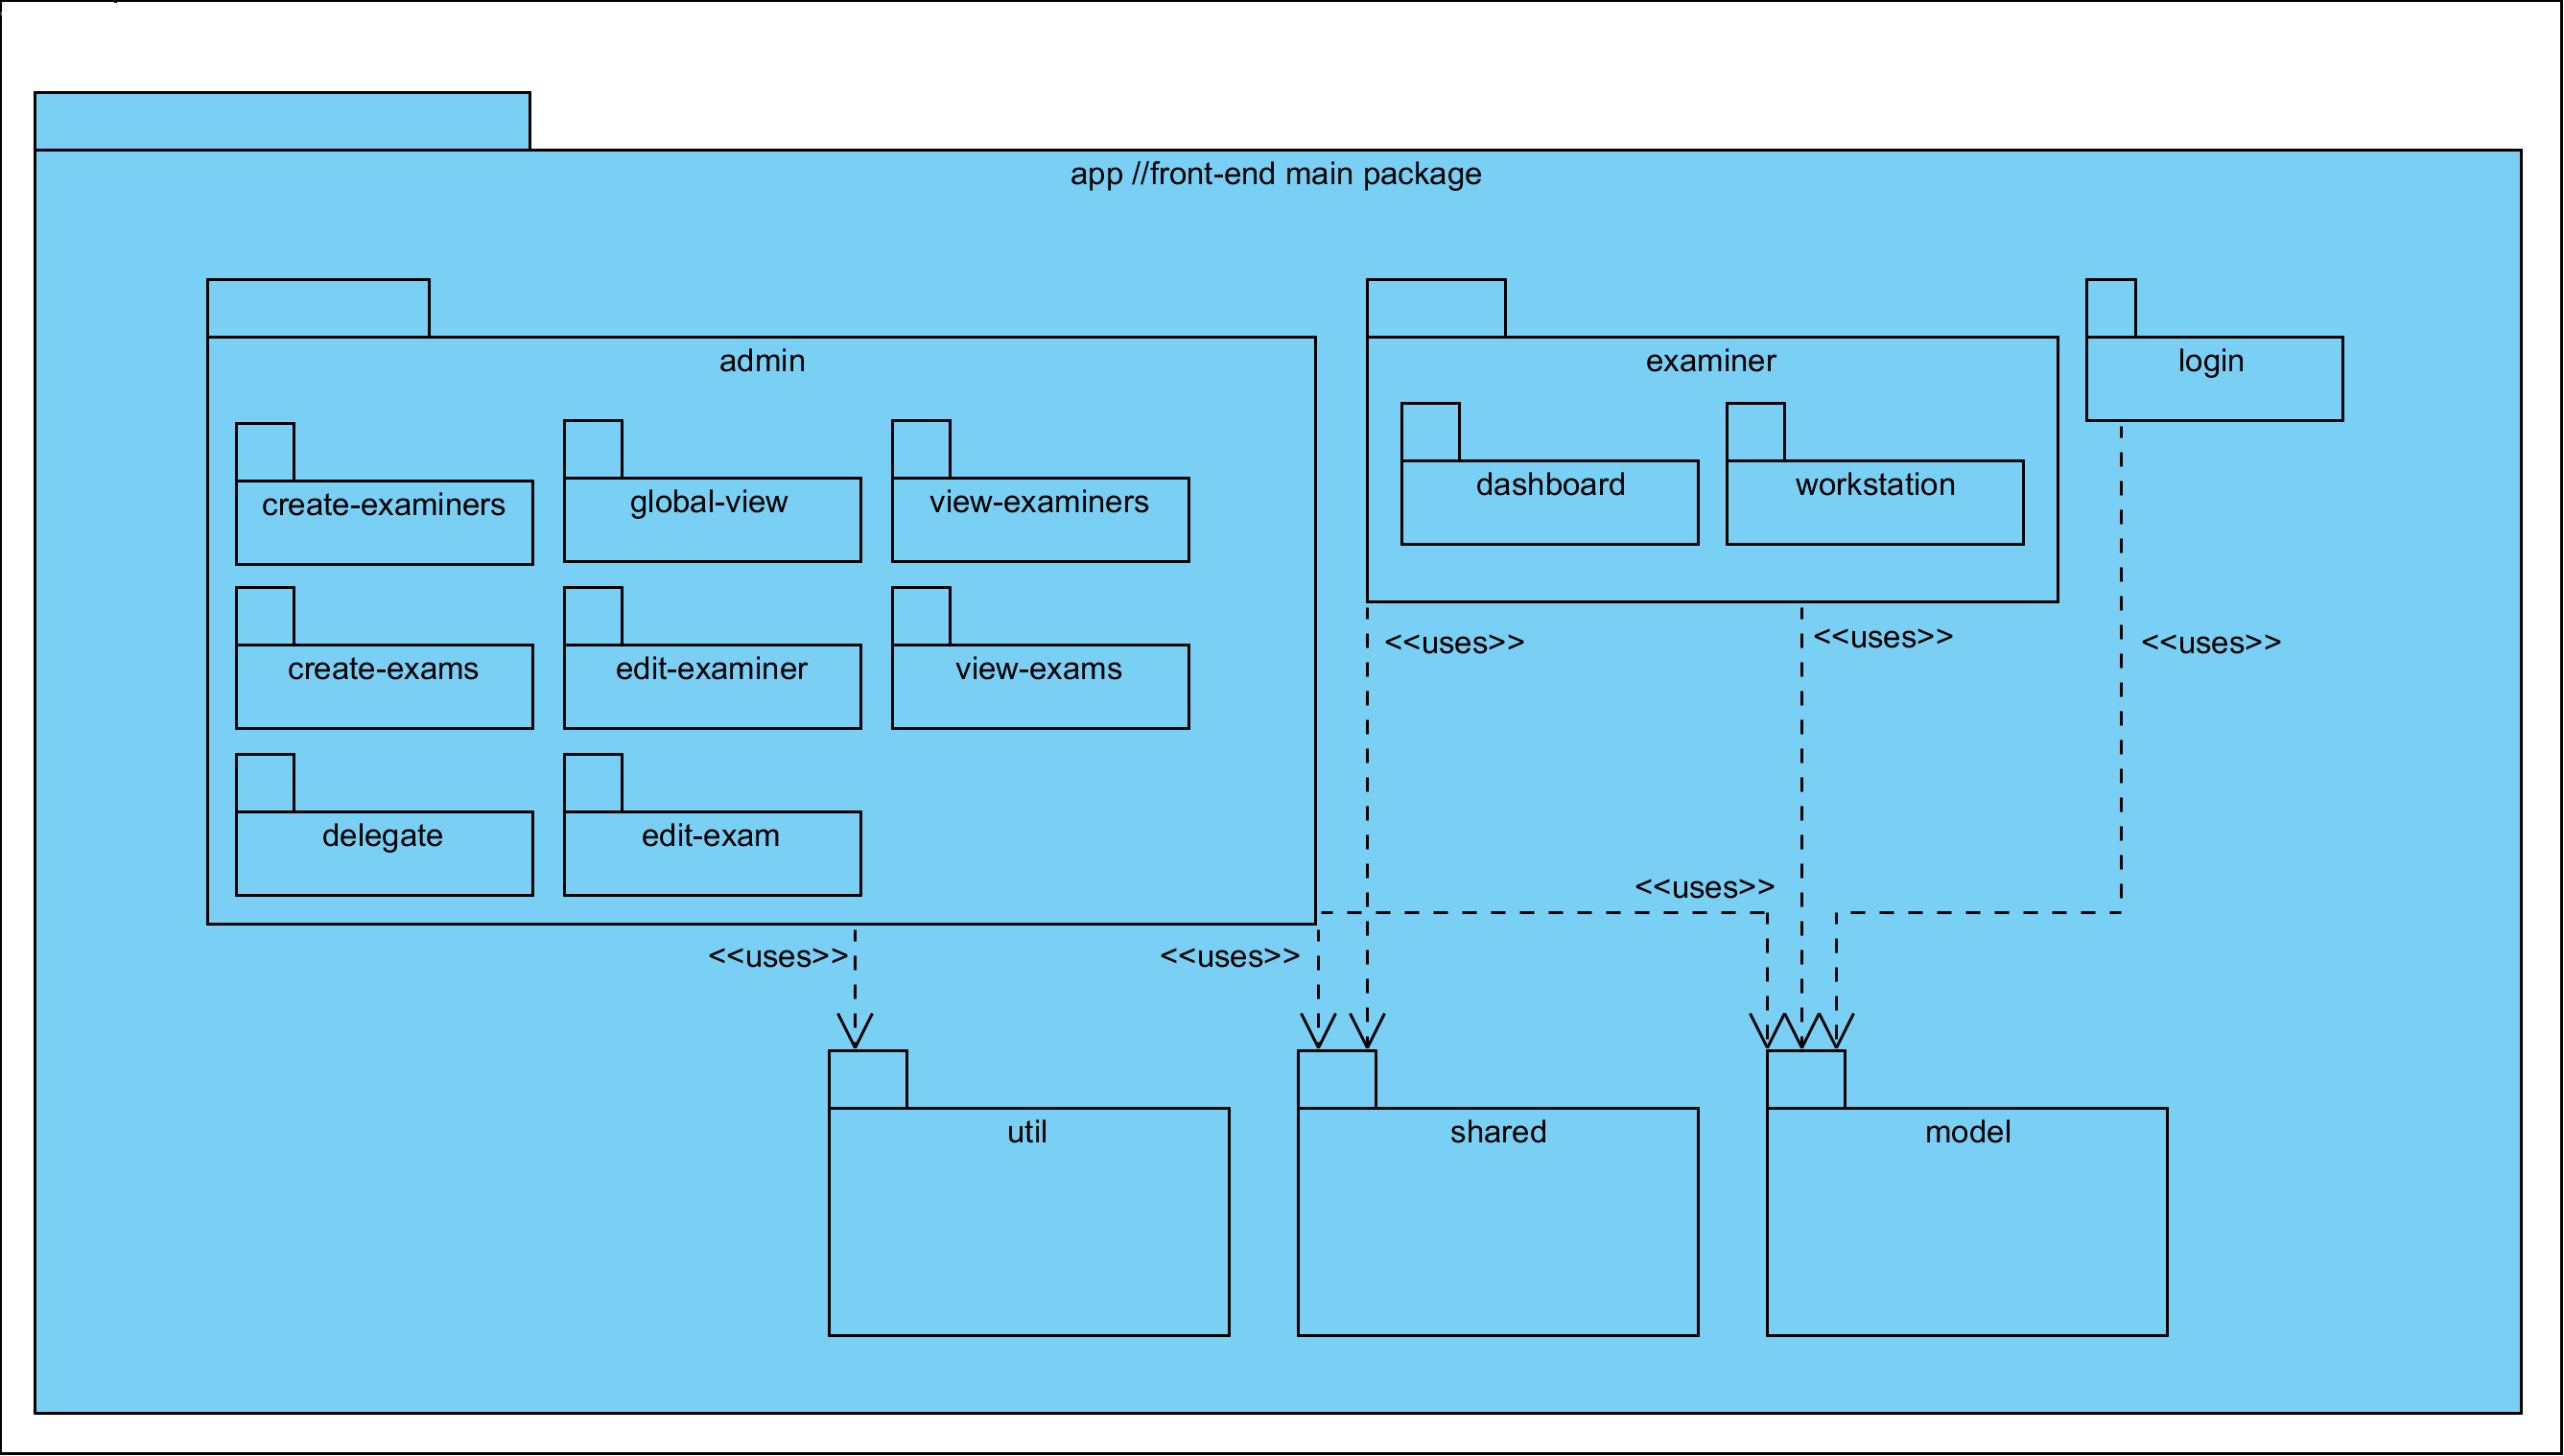 app //front-end main package
admin
examiner
login
create-examiners
global-view
view-examiners
dashboard
workstation
create-exams
edit-examiner
view-exams
delegate
edit-exam
<<uses>>
<<uses>>
<<uses>>
<<uses>>
<<uses>>
<<uses>>
util
shared
model